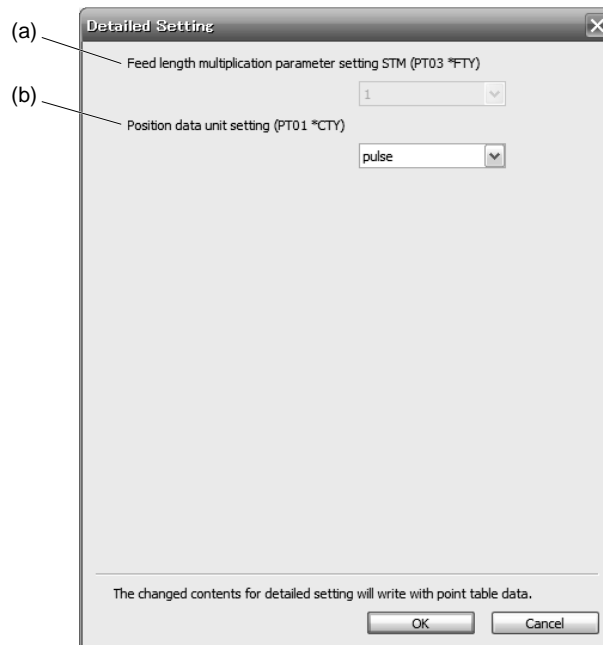 Detailed Setting
(a)
Feed length multiplication parameter setting STM (PT03 *FTY)
1
(b)
Position data unit setting (PT01 *CTY)
pulse
The changed contents for detailed setting will write with point table data.
OK Cancel